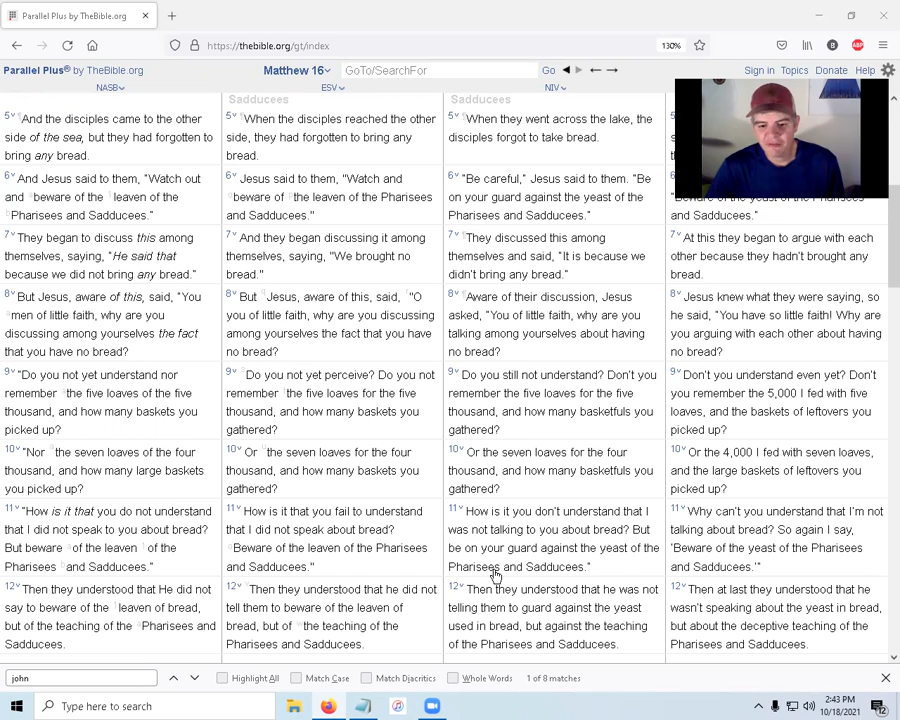 Parallel Plus by TheBible.org
https://thebible.org/gt/index
130%
Parallel Plus® by TheBible.org
Matthew 16
GoTo/SearchFor
Go
Sign in Topics Donate Help
NASB
ESV
NIV
5 And the disciples came to the other
side of the sea, but they had forgotten to
bring any bread.
6 And Jesus said to them, "Watch out
and beware of the leaven of the
Pharisees and Sadducees."
7 They began to discuss this among
themselves, saying, "He said that
because we did not bring any bread."
8 But Jesus, aware of this, said, "You
men of little faith, why are you
discussing among yourselves the fact
that you have no bread?
9 "Do you not yet understand nor
remember the five loaves of the five
thousand, and how many baskets you
picked up?
10 "Nor the seven loaves of the four
thousand, and how many large baskets
you picked up?
11 "How is it that you do not understand
that I did not speak to you about bread?
But beware of the leaven of the
Pharisees and Sadducees."
12 Then they understood that He did not
say to beware of the leaven of bread,
but of the teaching of the Pharisees and
Sadducees.
Sadducees
5 When the disciples reached the other
side, they had forgotten to bring any
bread.
6 Jesus said to them, "Watch and
beware of the leaven of the Pharisees
and Sadducees."
7 And they began discussing it among
themselves, saying, "We brought no
bread."
8 But Jesus, aware of this, said, "O
you of little faith, why are you discussing
among yourselves the fact that you have
no bread?
9 Do you not yet perceive? Do you not
remember the five loaves for the five
thousand, and how many baskets you
gathered?
10 Or the seven loaves for the four
thousand, and how many baskets you
gathered?
11 How is it that you fail to understand
that I did not speak about bread?
Beware of the leaven of the Pharisees
and Sadducees."
12 Then they understood that he did not
tell them to beware of the leaven of
bread, but of the teaching of the
Pharisees and Sadducees.
Sadducees
5 When they went across the lake, the
disciples forgot to take bread.
6 "Be careful," Jesus said to them. "Be
on your guard against the yeast of the
Pharisees and Sadducees."
7 They discussed this among
themselves and said, "It is because we
didn't bring any bread."
8 Aware of their discussion, Jesus
asked, "You of little faith, why are you
talking among yourselves about having
no bread?
9 Do you still not understand? Don't you
remember the five loaves for the five
thousand, and how many basketfuls you
gathered?
10 Or the seven loaves for the four
thousand, and how many basketfuls you
gathered?
11 How is it you don't understand that I
was not talking to you about bread? But
be on your guard against the yeast of the
Pharisees and Sadducees."
12 Then they understood that he was not
telling them to guard against the yeast
used in bread, but against the teaching
of the Pharisees and Sadducees.
and Sadducees."
7 At this they began to argue with each
other because they hadn't brought any
bread.
8 Jesus knew what they were saying, so
he said, "You have so little faith! Why are
you arguing with each other about having
no bread?
9 Don't you understand even yet? Don't
you remember the 5,000 I fed with five
loaves, and the baskets of leftovers you
picked up?
10 Or the 4,000 I fed with seven loaves,
and the large baskets of leftovers you
picked up?
11 Why can't you understand that I'm not
talking about bread? So again I say,
'Beware of the yeast of the Pharisees
and Sadducees.'"
12 Then at last they understood that he
wasn't speaking about the yeast in bread,
but about the deceptive teaching of the
Pharisees and Sadducees.
john
Highlight All Match Case Match Diacritics Whole Words 1 of 8 matches
Type here to search
2:43 PM
10/18/2021
12